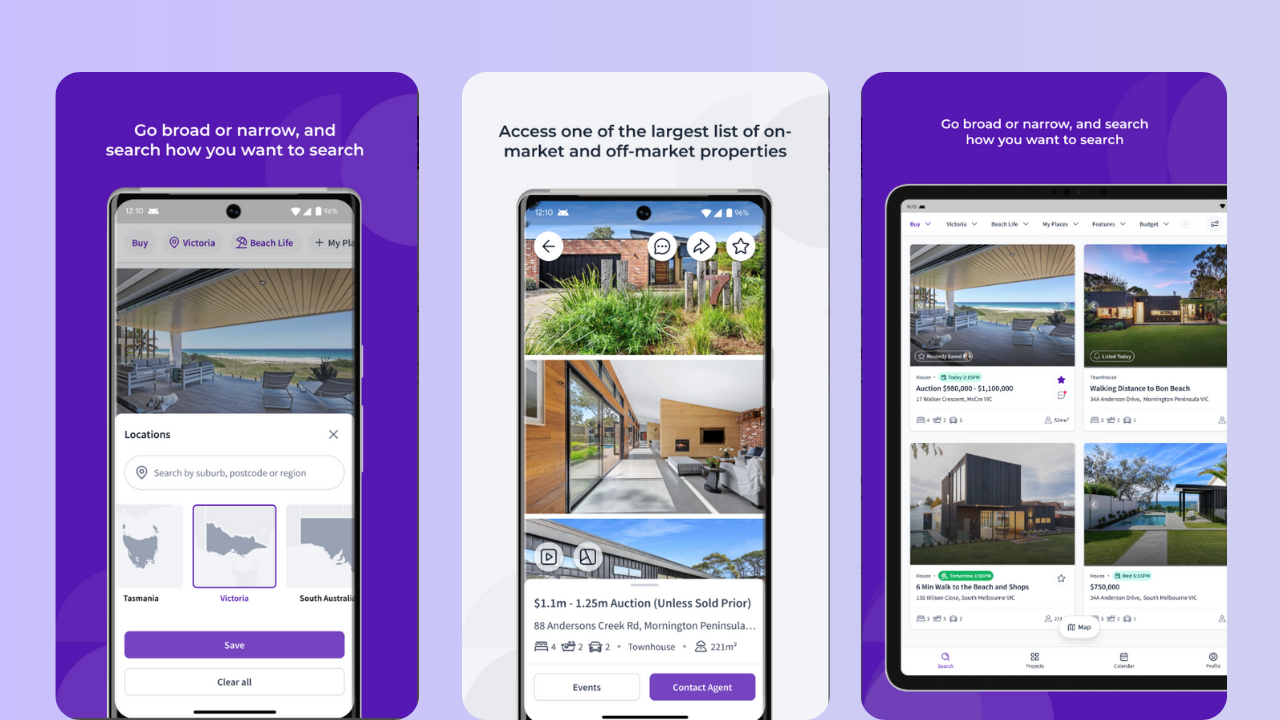 Go broad or narrow, and
search how you want to search
12:10
96%
Buy
Victoria
Beach Life
My Pla
Locations
Search by suburb, postcode or region
Tasmania
Victoria
South Australia
Save
Clear all
Access one of the largest list of on-
market and off-market properties
12:10
96%
7
$1.1m - 1.25m Auction (Unless Sold Prior)
88 Andersons Creek Rd, Mornington Peninsula...
4 2 2 • Townhouse • 221m²
Events
Contact Agent
Go broad or narrow, and search
how you want to search
12:10
Buy
Victoria
Beach Life
My Places
Features
Budget
Recently Saved
Listed Today
House • Today 2:15PM
Auction $980,000 - $1,100,000
17 Walker Crescent, McCre VIC
4 2 2
Townhouse
Walking Distance to Bon Beach
34A Anderson Drive, Mornington Peninsula VIC
3 2 1
House • Tomorrow 1:00PM
6 Min Walk to the Beach and Shops
150 Wilson Close, South Melbourne VIC
3 3 2
House • Wed 5:15PM
$750,000
34A Anderson Drive, South Melbourne VIC
3 2 1
Map
Search
Projects
Calendar
Profile